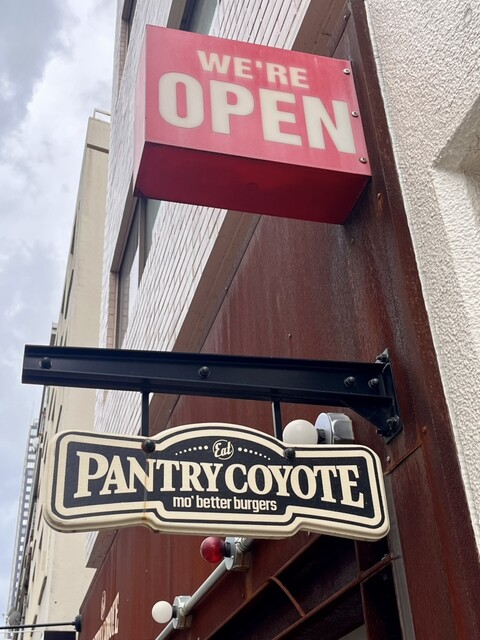 WE'RE
OPEN
Eat
PANTRY COYOTE
mo' better burgers